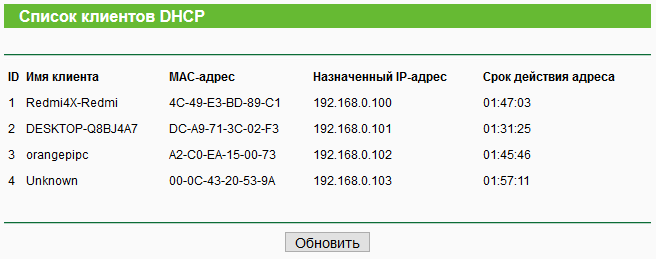 Список клиентов DHCP
ID Имя клиента MAC-адрес Назначенный IP-адрес Срок действия адреса
1 Redmi4X-Redmi 4C-49-E3-BD-89-C1 192.168.0.100 01:47:03
2 DESKTOP-Q8BJ4A7 DC-A9-71-3C-02-F3 192.168.0.101 01:31:25
3 orangepipc A2-C0-EA-15-00-73 192.168.0.102 01:45:46
4 Unknown 00-0C-43-20-53-9A 192.168.0.103 01:57:11
Обновить